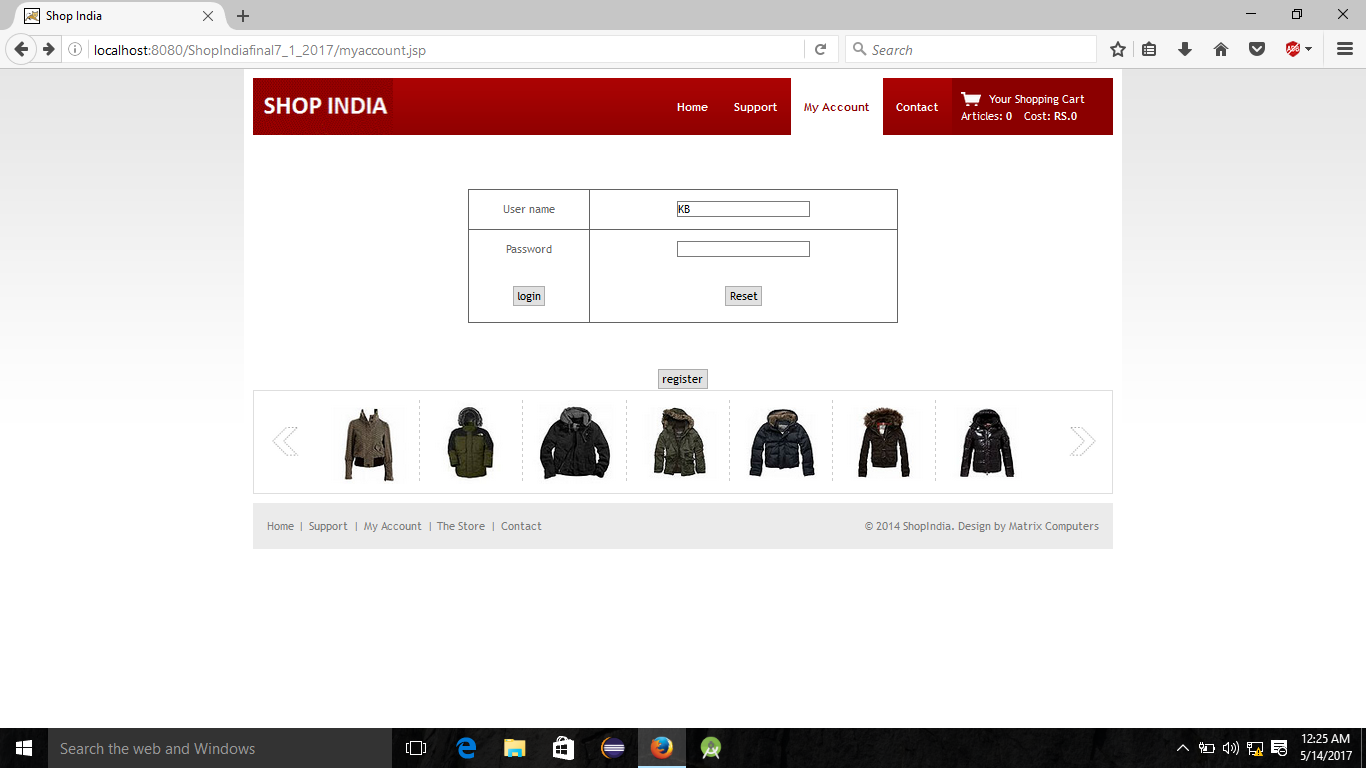 Shop India
localhost:8080/ShopIndiafinal7_1_2017/myaccount.jsp
Search
ABP
SHOP INDIA
Home Support My Account Contact
Your Shopping Cart
Articles: 0 Cost: RS.0
User name KB
Password
login Reset
register
Home | Support | My Account | The Store | Contact
© 2014 ShopIndia. Design by Matrix Computers
Search the web and Windows
12:25 AM
5/14/2017